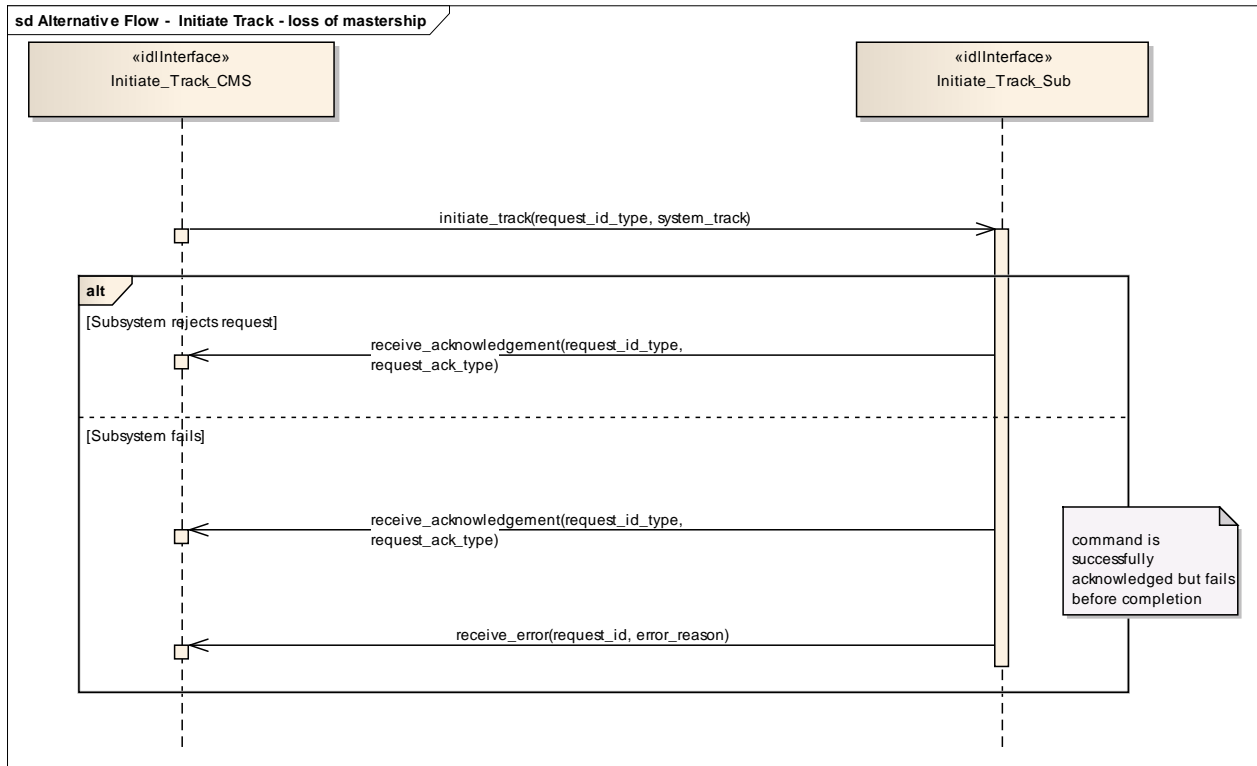 sd Alternative Flow - Initiate Track - loss of mastership
«idlInterface»
Initiate_Track_CMS
«idlInterface»
Initiate_Track_Sub
initiate_track(request_id_type, system_track)
alt
[Subsystem rejects request]
receive_acknowledgement(request_id_type,
request_ack_type)
[Subsystem fails]
receive_acknowledgement(request_id_type,
request_ack_type)
command is
successfully
acknowledged but fails
before completion
receive_error(request_id, error_reason)